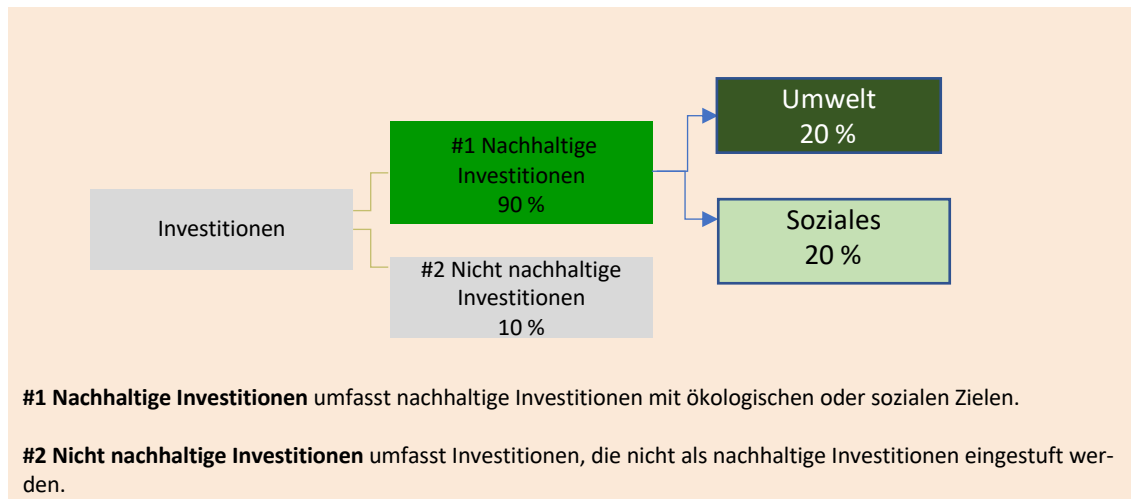 Umwelt
20 %
#1 Nachhaltige
Investitionen
90 %
Investitionen
Soziales
20 %
#2 Nicht nachhaltige
Investitionen
10 %
#1 Nachhaltige Investitionen umfasst nachhaltige Investitionen mit ökologischen oder sozialen Zielen.
#2 Nicht nachhaltige Investitionen umfasst Investitionen, die nicht als nachhaltige Investitionen eingestuft wer-
den.